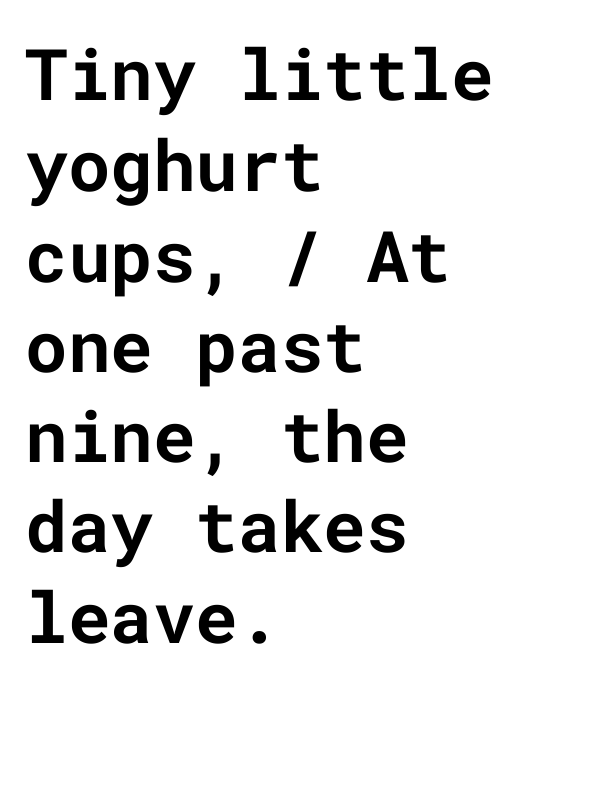 Tiny little
yoghurt
cups, / At
one past
nine, the
day takes
leave.